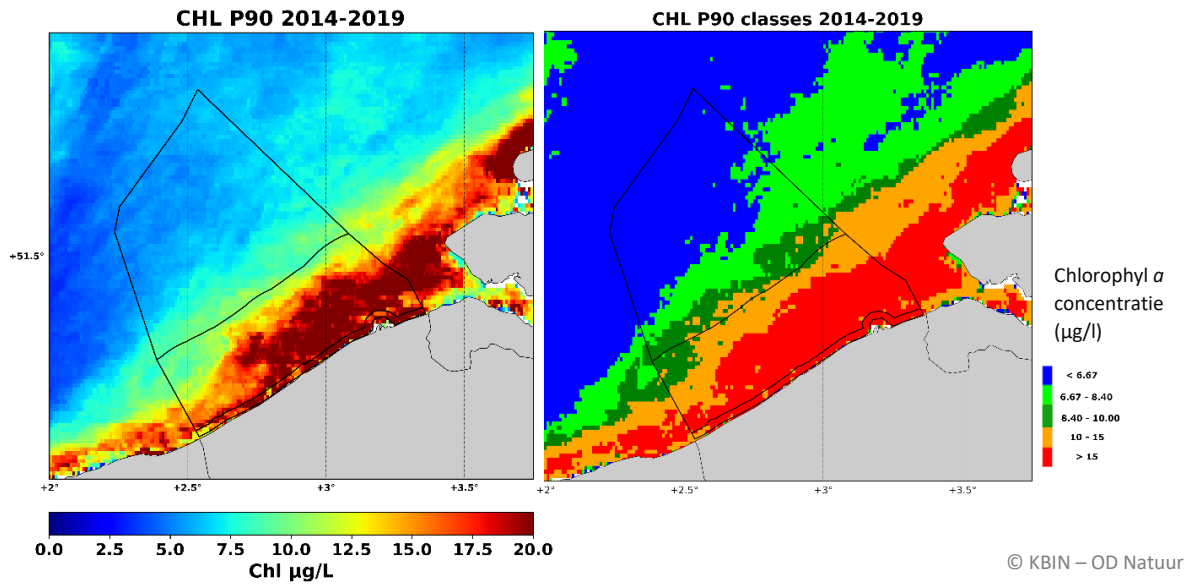 CHL P90 2014-2019
CHL P90 classes 2014-2019
+51.5°
+2°
+2.5°
+3°
+3.5°
+2°
+2.5°
+3°
+3.5°
Chlorophyl a
concentratie
(µg/l)
< 6.67
6.67 - 8.40
8.40 - 10.00
10 - 15
> 15
0.0 2.5 5.0 7.5 10.0 12.5 15.0 17.5 20.0
Chl µg/L
© KBIN – OD Natuur